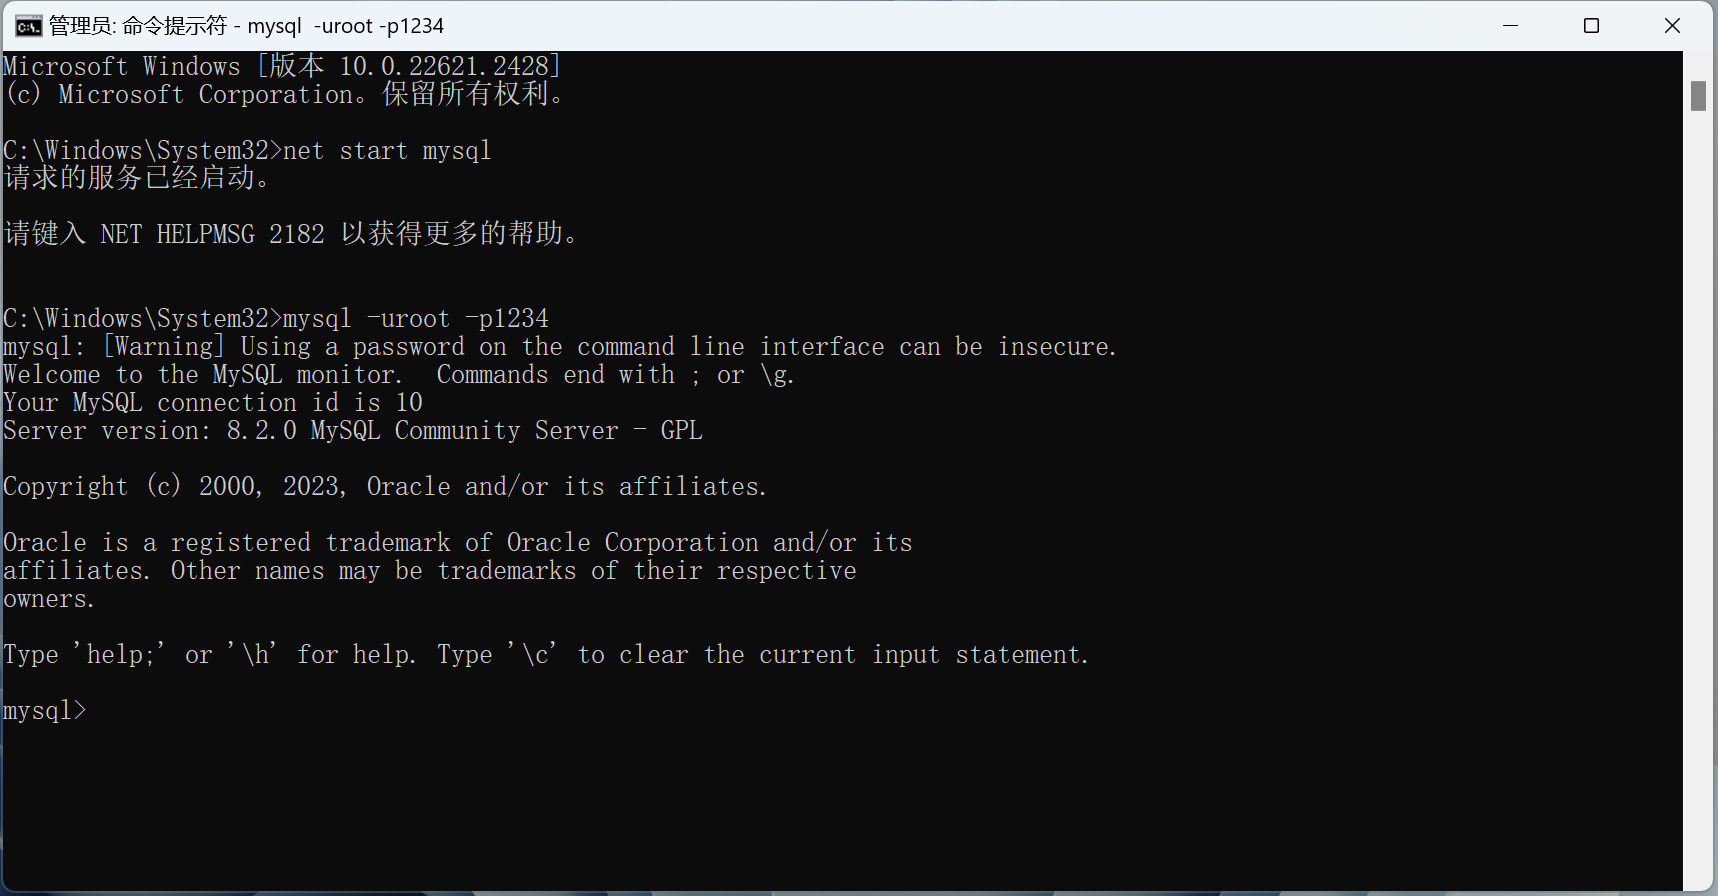 管理员: 命令提示符 - mysql  -uroot -p1234
Microsoft Windows [版本 10.0.22621.2428]
(c) Microsoft Corporation。保留所有权利。
C:\Windows\System32>net start mysql
请求的服务已经启动。
请键入 NET HELPMSG 2182 以获得更多的帮助。
C:\Windows\System32>mysql -uroot -p1234
mysql: [Warning] Using a password on the command line interface can be insecure.
Welcome to the MySQL monitor.  Commands end with ; or \g.
Your MySQL connection id is 10
Server version: 8.2.0 MySQL Community Server - GPL
Copyright (c) 2000, 2023, Oracle and/or its affiliates.
Oracle is a registered trademark of Oracle Corporation and/or its
affiliates. Other names may be trademarks of their respective
owners.
Type 'help;' or '\h' for help. Type '\c' to clear the current input statement.
mysql>